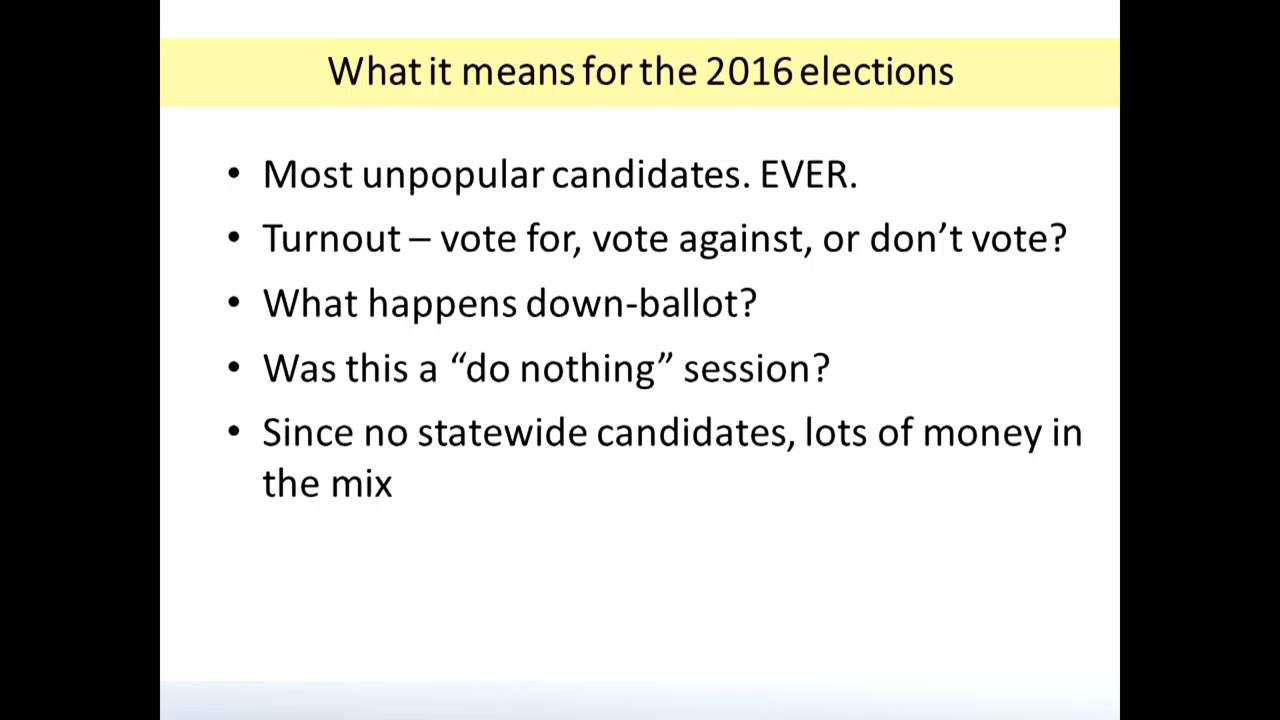 What it means for the 2016 elections
• Most unpopular candidates. EVER.
• Turnout – vote for, vote against, or don’t vote?
• What happens down-ballot?
• Was this a “do nothing” session?
• Since no statewide candidates, lots of money in
the mix